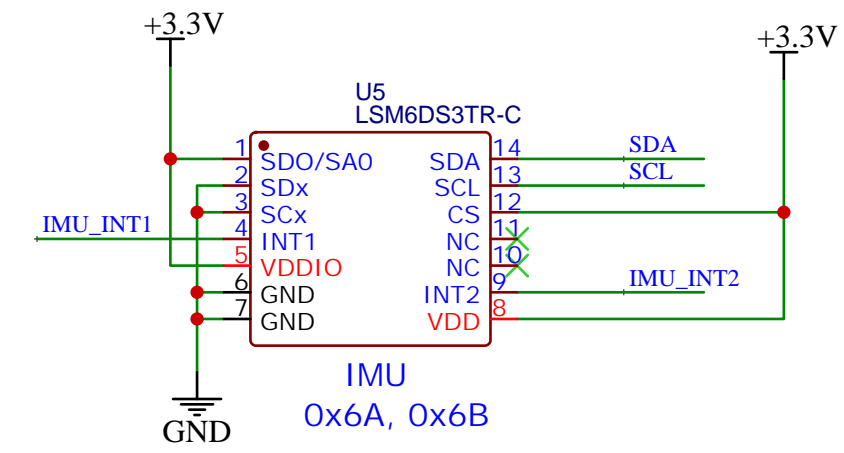 +3.3V
+3.3V
U5
LSM6DS3TR-C
1 SDO/SA0 SDA 14 SDA
2 SDx SCL 13 SCL
3 SCx CS 12
IMU_INT1 4 INT1 NC 11
5 VDDIO NC 10
6 GND INT2 9 IMU_INT2
7 GND VDD 8
IMU
0x6A, 0x6B
GND